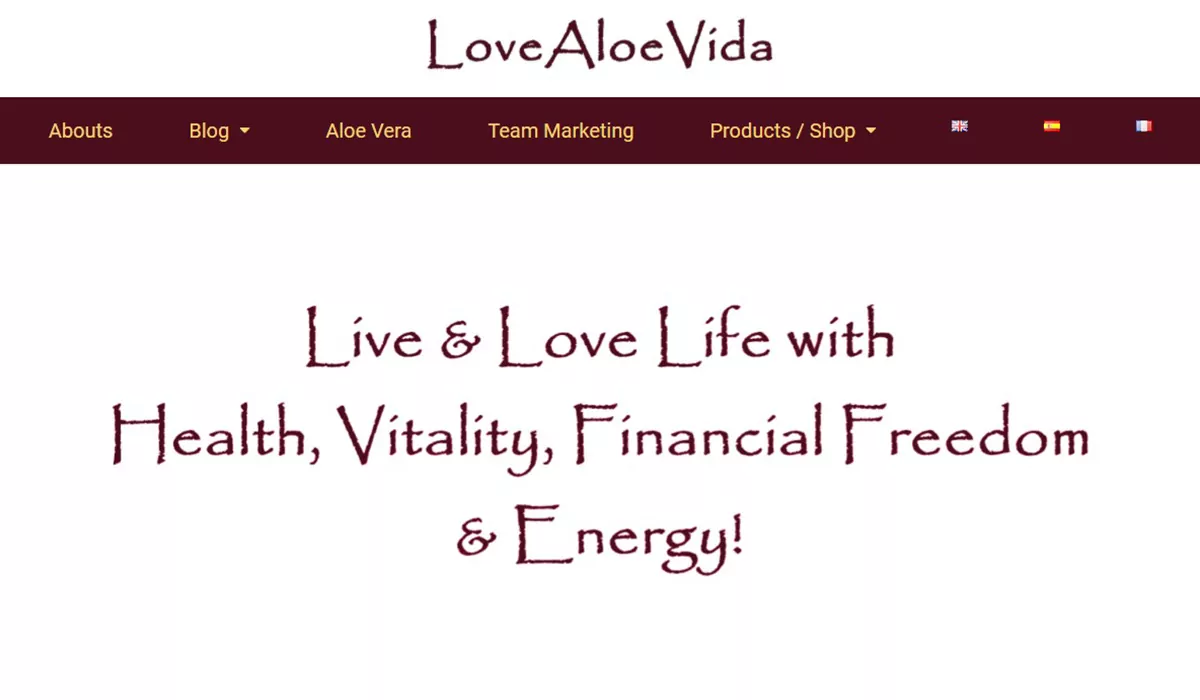 LoveAloeVida
Abouts Blog Aloe Vera Team Marketing Products / Shop
Live & Love Life with
Health, Vitality, Financial Freedom
& Energy!